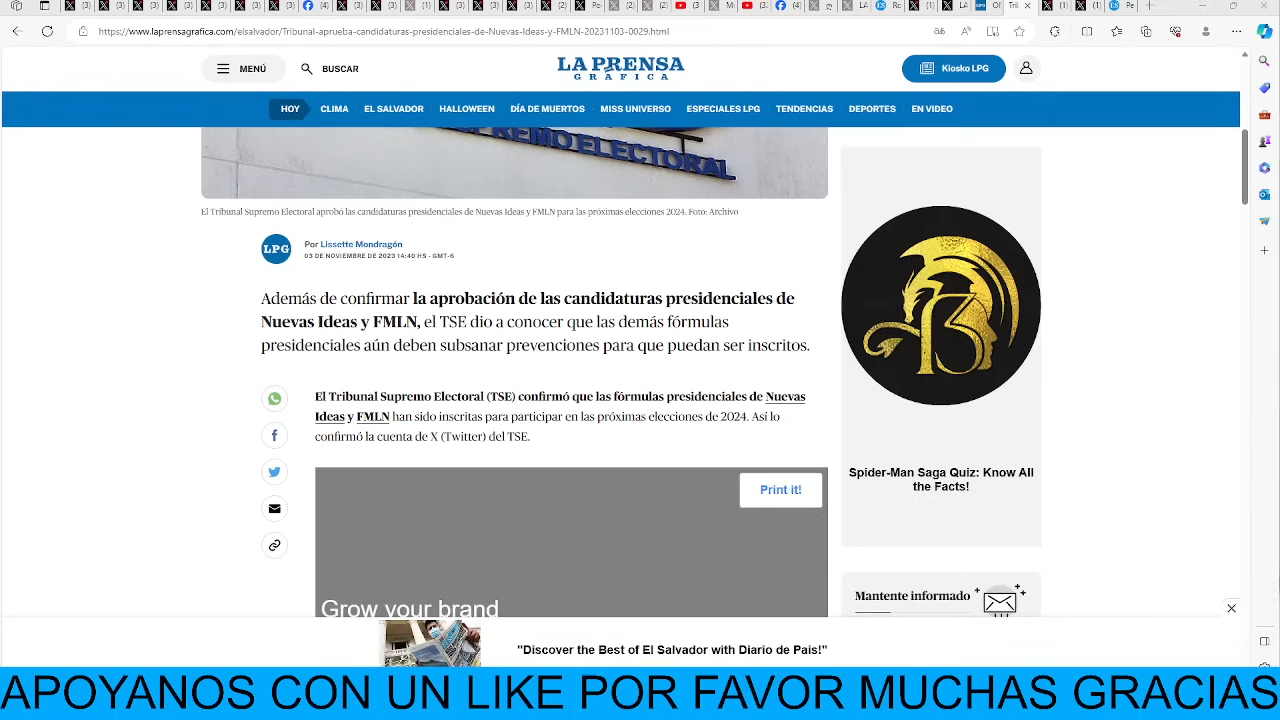 https://www.laprensagrafica.com/elsalvador/Tribunal-aprueba-candidaturas-presidenciales-de-Nuevas-Ideas-y-FMLN-20231103-0029.html
MENÚ
BUSCAR
LA PRENSA
GRÁFICA
Kiosko LPG
HOY
CLIMA
EL SALVADOR
HALLOWEEN
DÍA DE MUERTOS
MISS UNIVERSO
ESPECIALES LPG
TENDENCIAS
DEPORTES
EN VIDEO
ELECTORAL
El Tribunal Supremo Electoral aprobó las candidaturas presidenciales de Nuevas Ideas y FMLN para las próximas elecciones 2024. Foto: Archivo
LPG
Por Lissette Mondragón
03 DE NOVIEMBRE DE 2023 14:40 HS - GMT-6
Además de confirmar la aprobación de las candidaturas presidenciales de
Nuevas Ideas y FMLN, el TSE dio a conocer que las demás fórmulas
presidenciales aún deben subsanar prevenciones para que puedan ser inscritos.
El Tribunal Supremo Electoral (TSE) confirmó que las fórmulas presidenciales de Nuevas
Ideas y FMLN han sido inscritas para participar en las próximas elecciones de 2024. Así lo
confirmó la cuenta de X (Twitter) del TSE.
Print it!
Grow your brand
Spider-Man Saga Quiz: Know All
the Facts!
Mantente informado
"Discover the Best of El Salvador with Diario de Pais!"
APOYANOS CON UN LIKE POR FAVOR MUCHAS GRACIAS